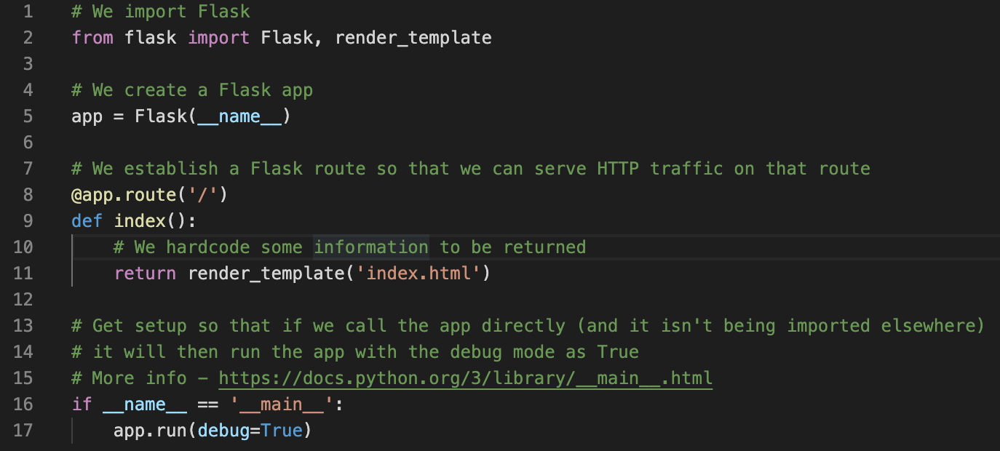 1 # We import Flask
2 from flask import Flask, render_template
3
4 # We create a Flask app
5 app = Flask(__name__)
6
7 # We establish a Flask route so that we can serve HTTP traffic on that route
8 @app.route('/')
9 def index():
10     # We hardcode some information to be returned
11     return render_template('index.html')
12
13 # Get setup so that if we call the app directly (and it isn't being imported elsewhere)
14 # it will then run the app with the debug mode as True
15 # More info - https://docs.python.org/3/library/__main__.html
16 if __name__ == '__main__':
17     app.run(debug=True)